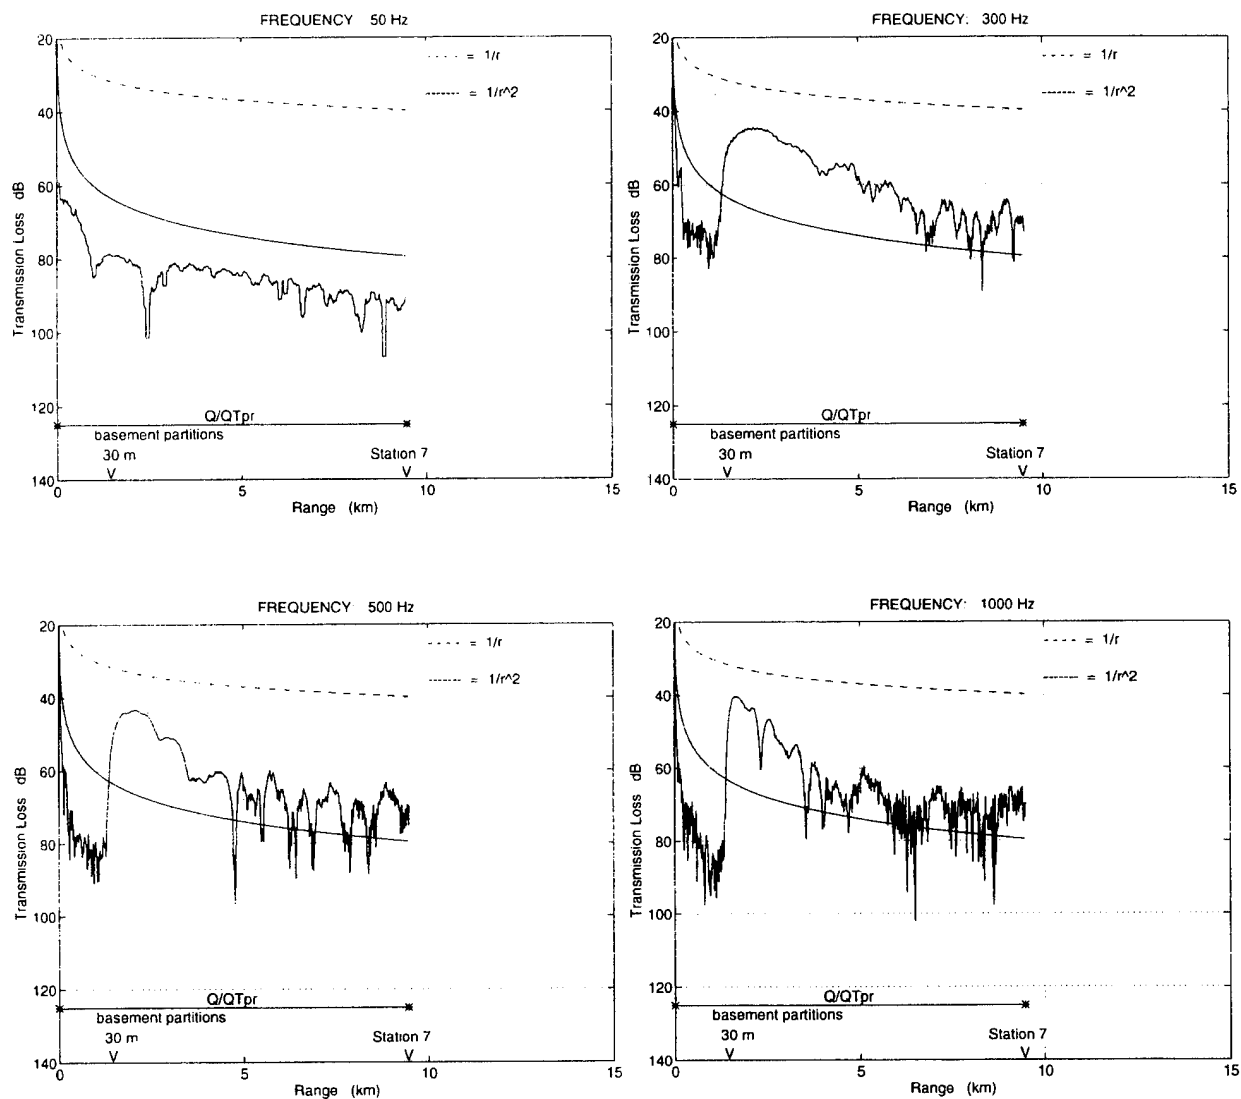 FREQUENCY 50 Hz
20
40
60
80
100
120
140
Transmission Loss dB
= 1/r
= 1/r^2
Q/QTpr
basement partitions
30 m
Station 7
0
5
10
15
Range (km)
FREQUENCY: 300 Hz
20
40
60
80
100
120
140
Transmission Loss dB
= 1/r
= 1/r^2
Q/QTpr
basement partitions
30 m
Station 7
0
5
10
15
Range (km)
FREQUENCY 500 Hz
20
40
60
80
100
120
140
Transmission Loss dB
= 1/r
= 1/r^2
Q/QTpr
basement partitions
30 m
Station 7
0
5
10
15
Range (km)
FREQUENCY: 1000 Hz
20
40
60
80
100
120
140
Transmission Loss dB
= 1/r
= 1/r^2
Q/QTpr
basement partitions
30 m
Station 7
0
5
10
15
Range (km)